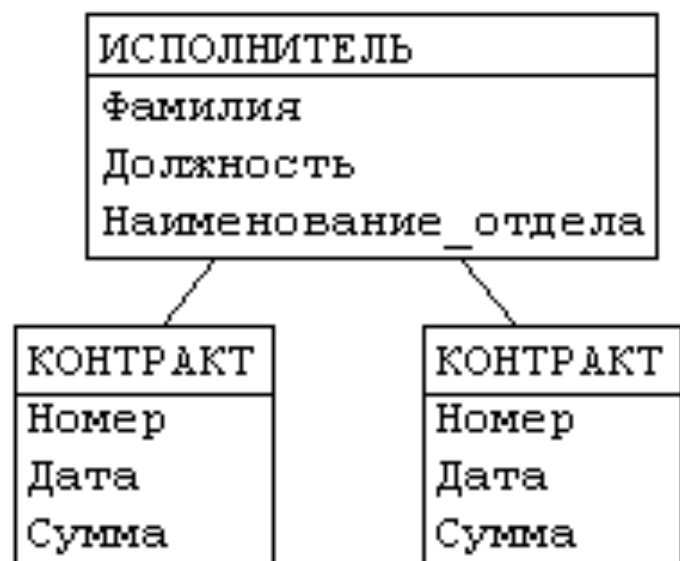 ИСПОЛНИТЕЛЬ
Фамилия
Должность
Наименование_отдела
КОНТРАКТ
Номер
Дата
Сумма
КОНТРАКТ
Номер
Дата
Сумма